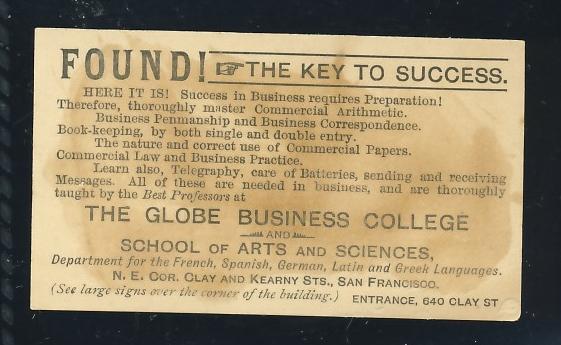 FOUND! ☞ THE KEY TO SUCCESS.
HERE IT IS! Success in Business requires Preparation!
Therefore, thoroughly master Commercial Arithmetic.
Business Penmanship and Business Correspondence.
Book-keeping, by both single and double entry.
The nature and correct use of Commercial Papers.
Commercial Law and Business Practice.
Learn also, Telegraphy, care of Batteries, sending and receiving
Messages. All of these are needed in business, and are thoroughly
taught by the Best Professors at
THE GLOBE BUSINESS COLLEGE
AND
SCHOOL OF ARTS AND SCIENCES,
Department for the French, Spanish, German, Latin and Greek Languages.
N. E. COR. CLAY AND KEARNY STS., SAN FRANCISCO.
(See large signs over the corner of the building.) ENTRANCE, 640 CLAY ST